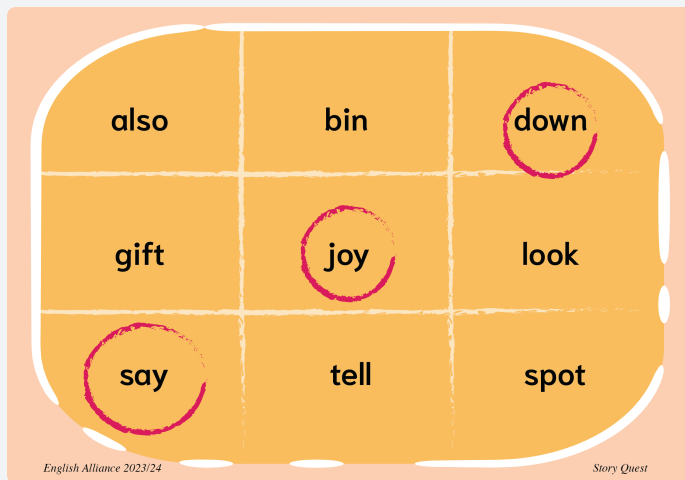 also bin down
gift joy look
say tell spot
English Alliance 2023/24 Story Quest